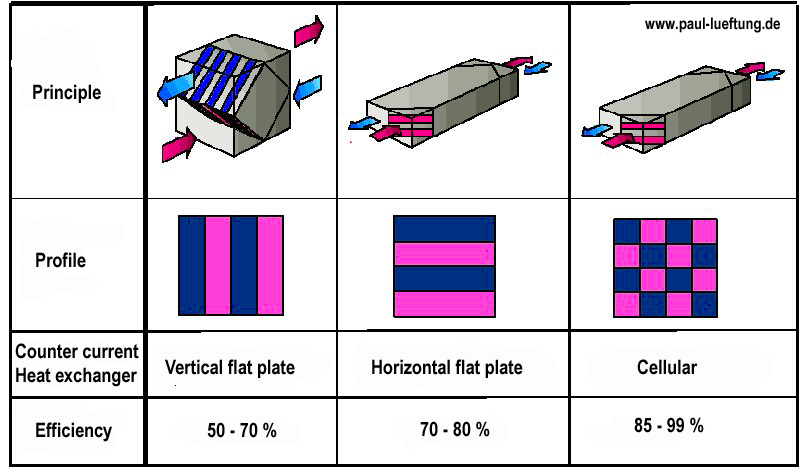 www.paul-lueftung.de
Principle
Profile
Counter current
Heat exchanger
Vertical flat plate
Horizontal flat plate
Cellular
Efficiency
50 - 70 %
70 - 80 %
85 - 99 %